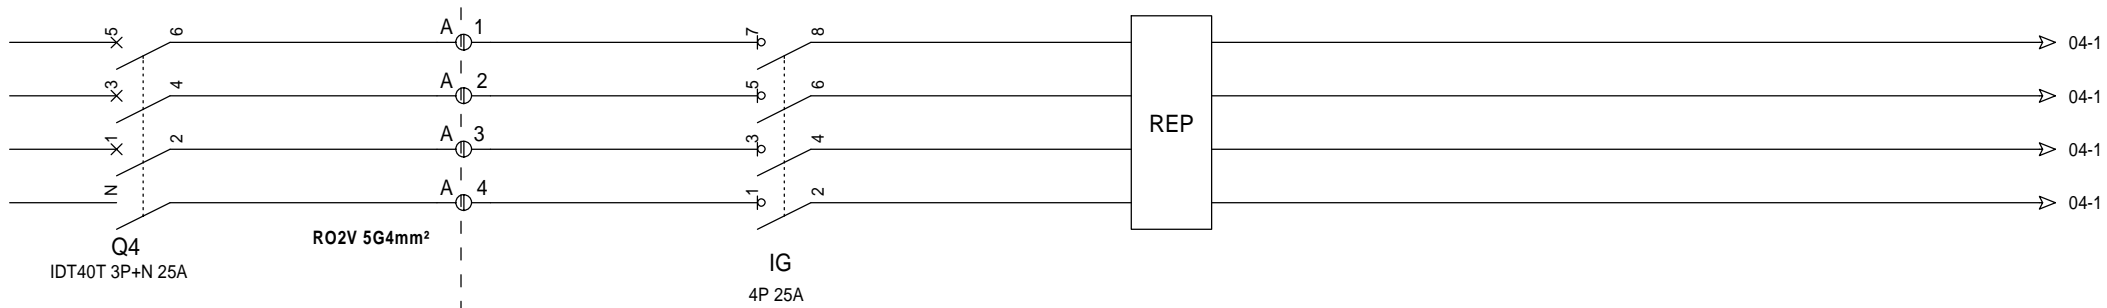 5 6 A 1 7 8 04-1
3 4 A 2 5 6 04-1
REP
1 2 A 3 3 4 04-1
N A 4 1 2 04-1
RO2V 5G4mm²
Q4
IDT40T 3P+N 25A
IG
4P 25A